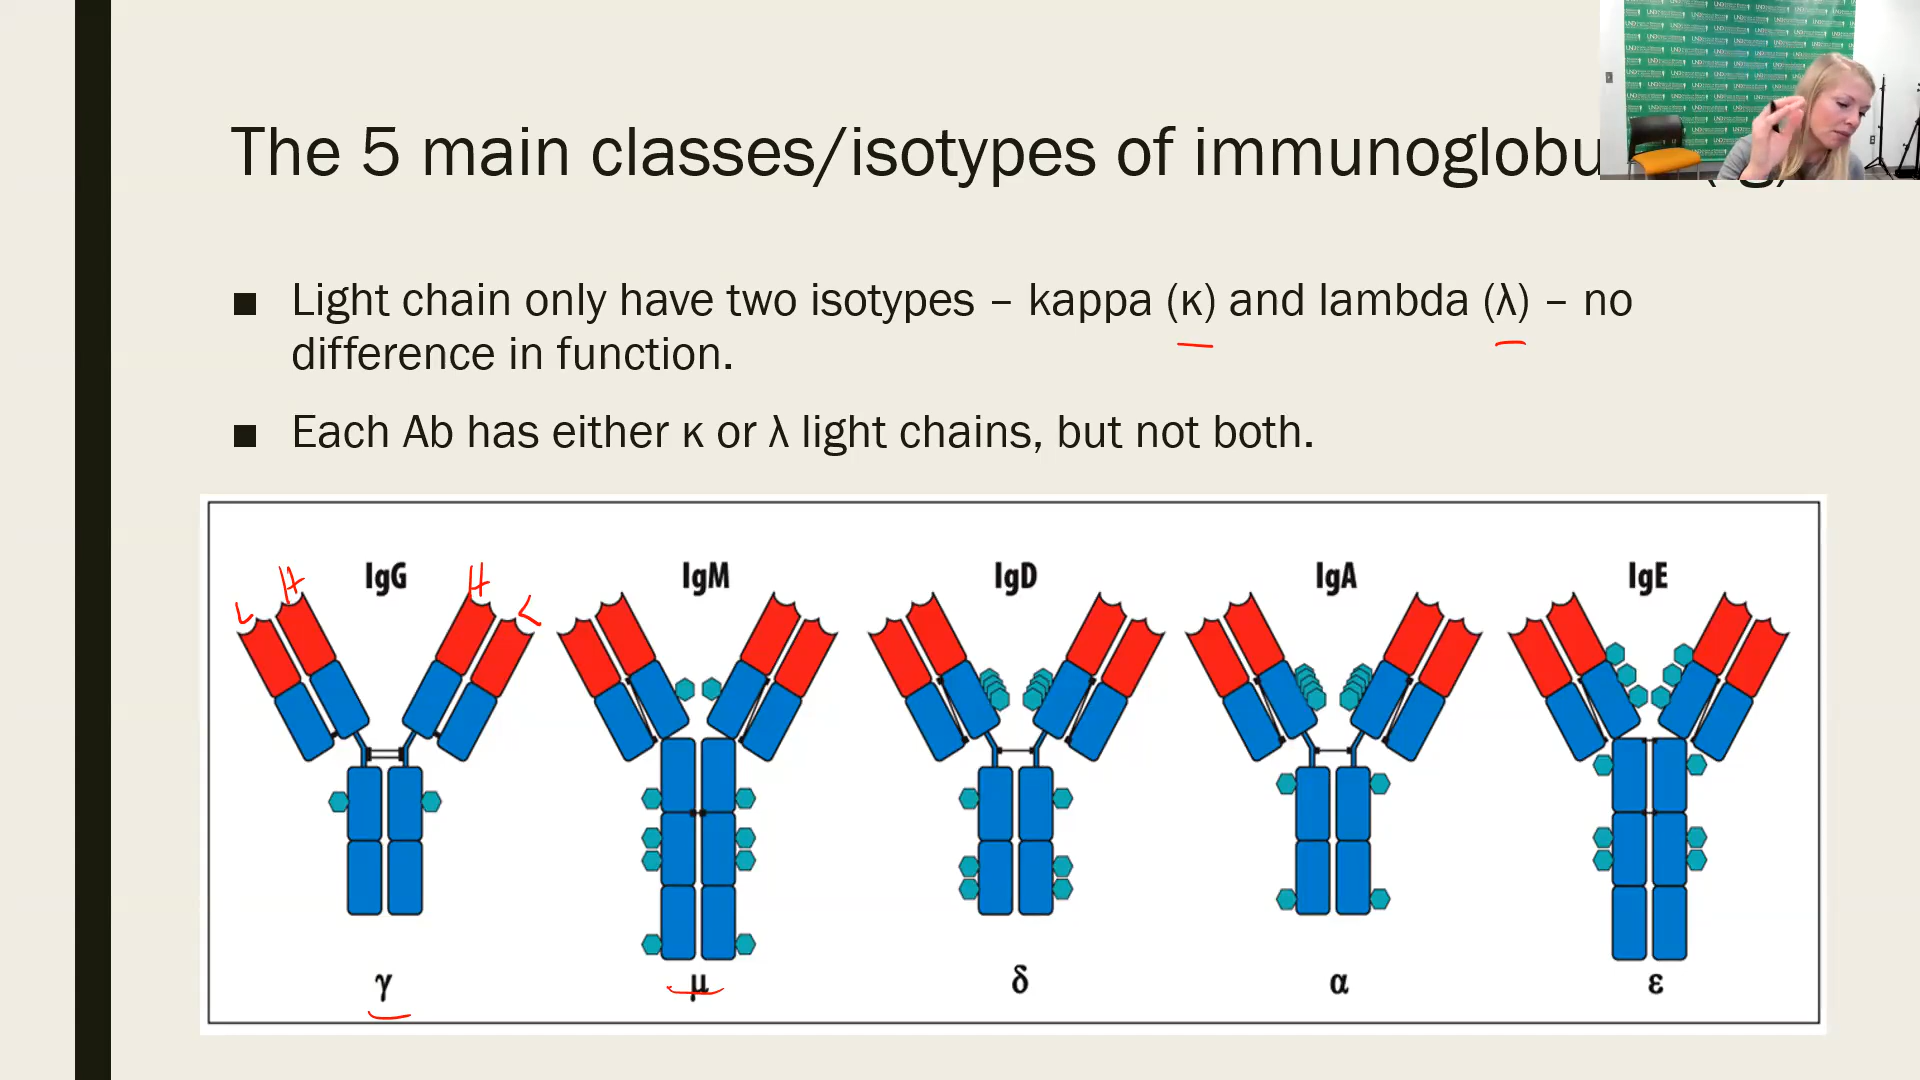 The 5 main classes/isotypes of immunoglobu
■ Light chain only have two isotypes – kappa (κ) and lambda (λ) – no
difference in function.
■ Each Ab has either κ or λ light chains, but not both.
IgG IgM IgD IgA IgE
L H H L
γ μ δ α ε